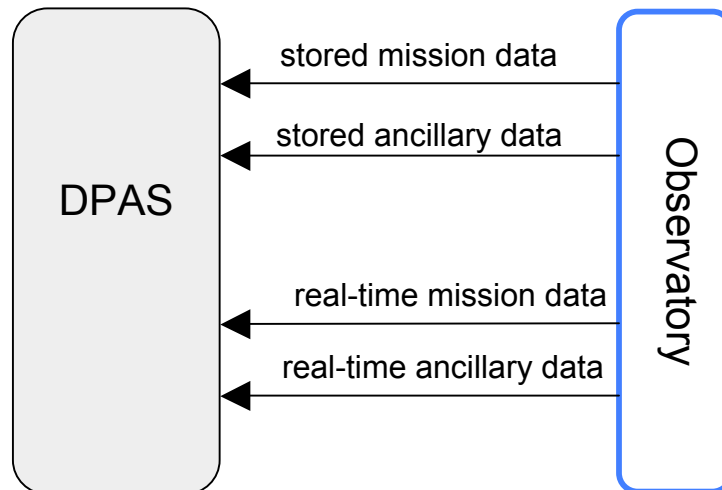 stored mission data
stored ancillary data
DPAS
Observatory
real-time mission data
real-time ancillary data